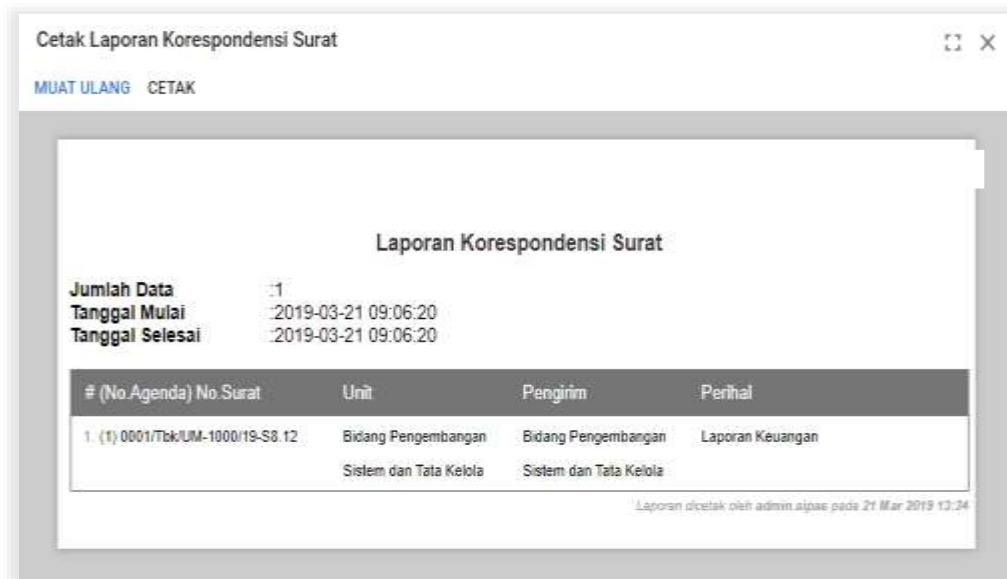 Cetak Laporan Korespondensi Surat
MUAT ULANG CETAK
Laporan Korespondensi Surat
Jumlah Data :1
Tanggal Mulai :2019-03-21 09:06:20
Tanggal Selesai :2019-03-21 09:06:20
# (No.Agenda) No.Surat Unit Pengirim Perihal
1. (1) 0001/Tbk/UM-1000/19-S8.12 Bidang Pengembangan Bidang Pengembangan Laporan Keuangan
Sistem dan Tata Kelola Sistem dan Tata Kelola
Laporan dicetak oleh admin.sipas pada 21 Mar 2019 13:24